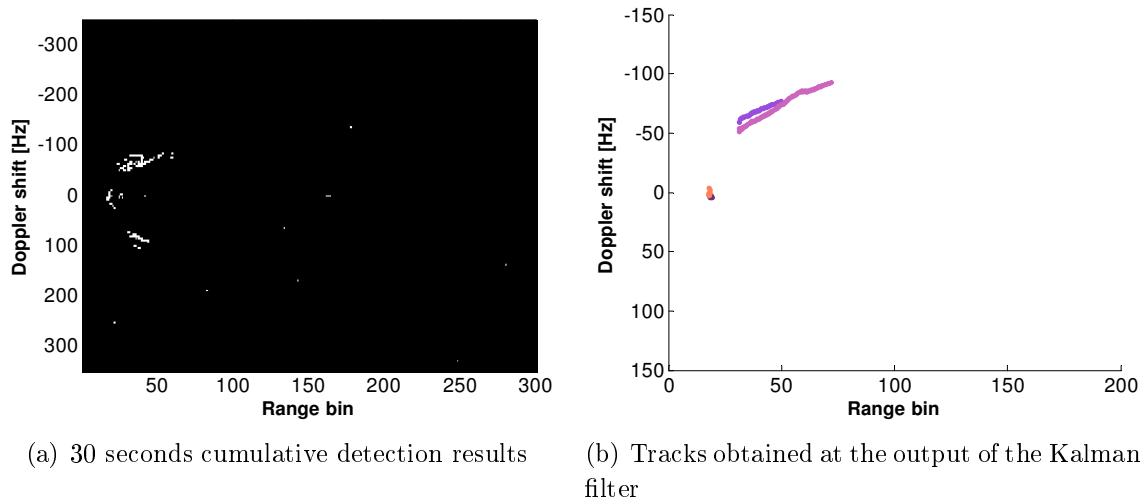 -300
-200
-100
0
100
200
300
Doppler shift [Hz]
50 100 150 200 250 300
Range bin
(a) 30 seconds cumulative detection results
-150
-100
-50
0
50
100
150
Doppler shift [Hz]
0 50 100 150 200
Range bin
(b) Tracks obtained at the output of the Kalman
filter